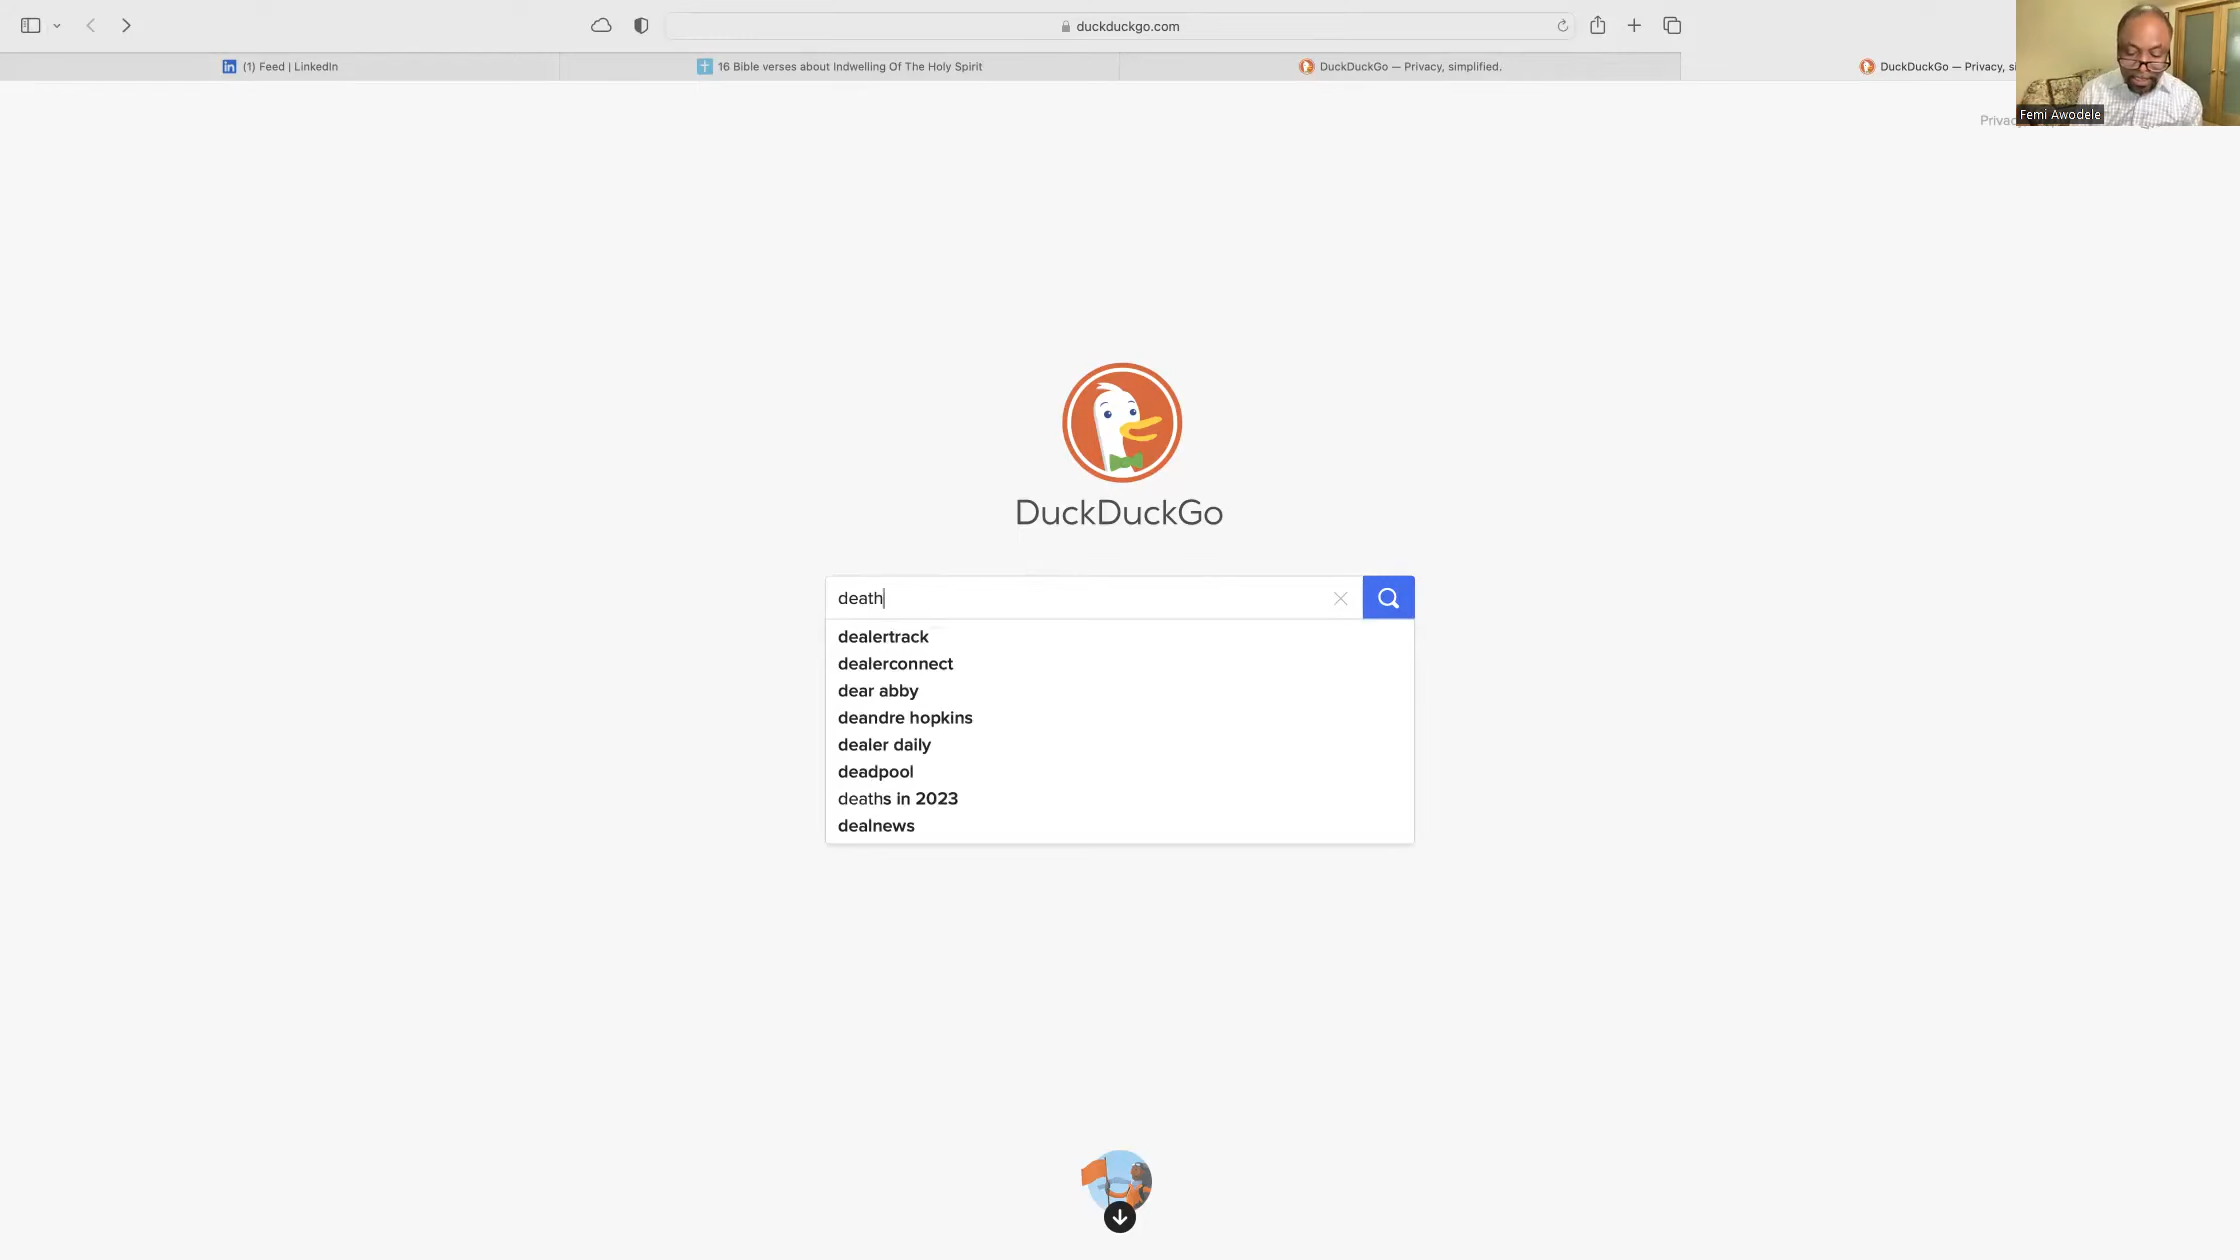 duckduckgo.com
(1) Feed | LinkedIn
16 Bible verses about Indwelling Of The Holy Spirit
DuckDuckGo — Privacy, simplified.
DuckDuckGo — Privacy, si
Femi Awodele
Privac
DuckDuckGo
death
dealertrack
dealerconnect
dear abby
deandre hopkins
dealer daily
deadpool
deaths in 2023
dealnews